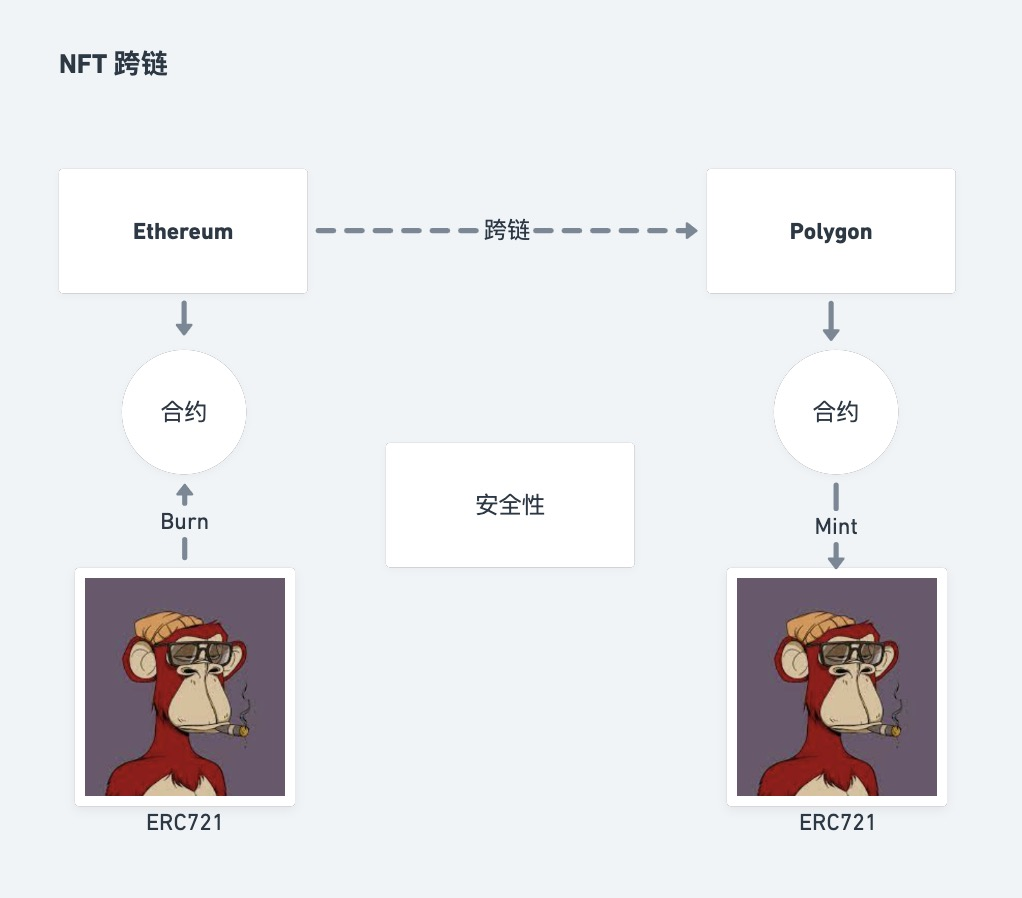 NFT 跨链
Ethereum
跨链
Polygon
合约
合约
安全性
Burn
Mint
ERC721
ERC721